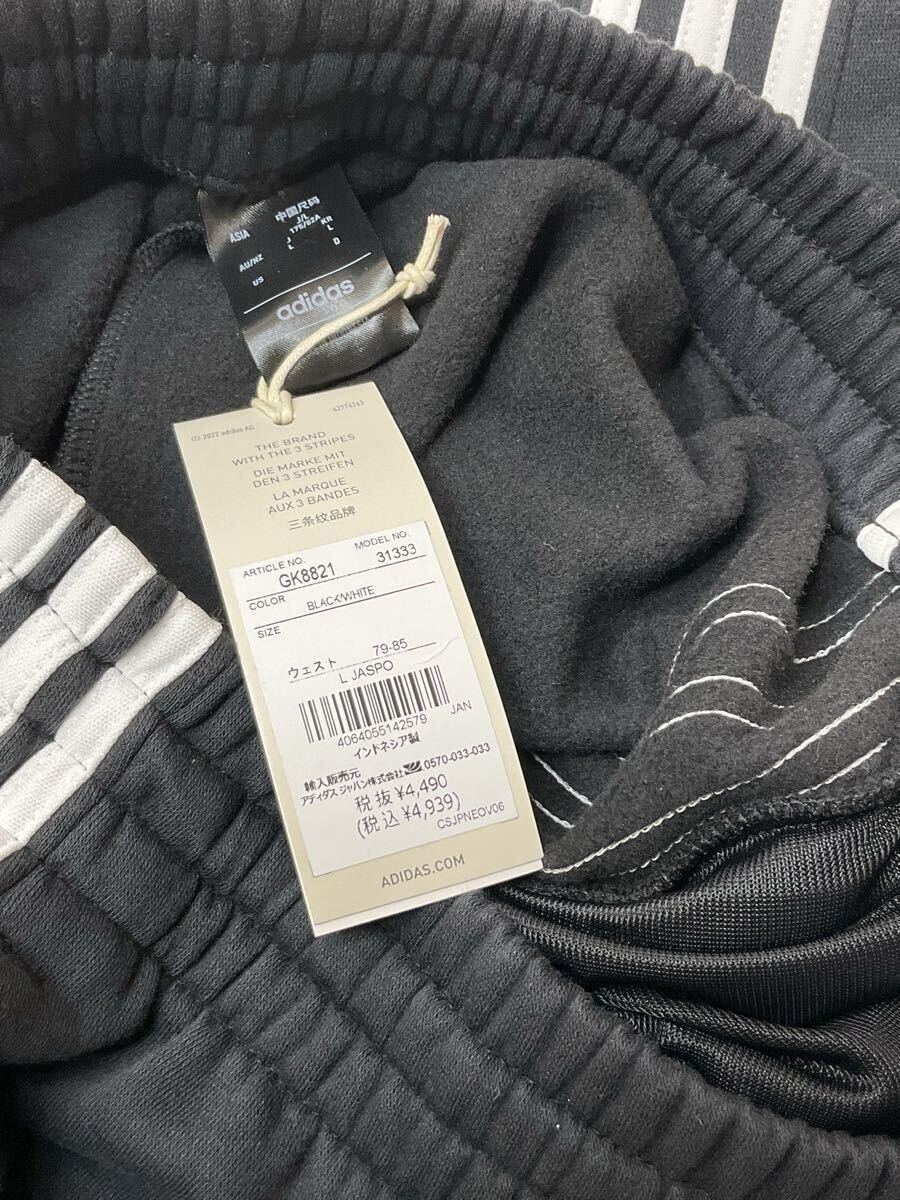 中国尺码
ASIA J/L 175/82A KR
AU/NZ J L L
US D
adidas
(C) 2022 adidas AG
62774765
THE BRAND
WITH THE 3 STRIPES
DIE MARKE MIT
DEN 3 STREIFEN
LA MARQUE
AUX 3 BANDES
三条纹品牌
ARTICLE NO. MODEL NO.
GK8821 31333
COLOR
BLACK/WHITE
SIZE
ウェスト 79-85
L JASPO
4064055142579 JAN
インドネシア製
輸入販売元
アディダス ジャパン株式会社 0570-033-033
税抜 ¥4,490
(税込 ¥4,939)
CSJPNEOV06
ADIDAS.COM